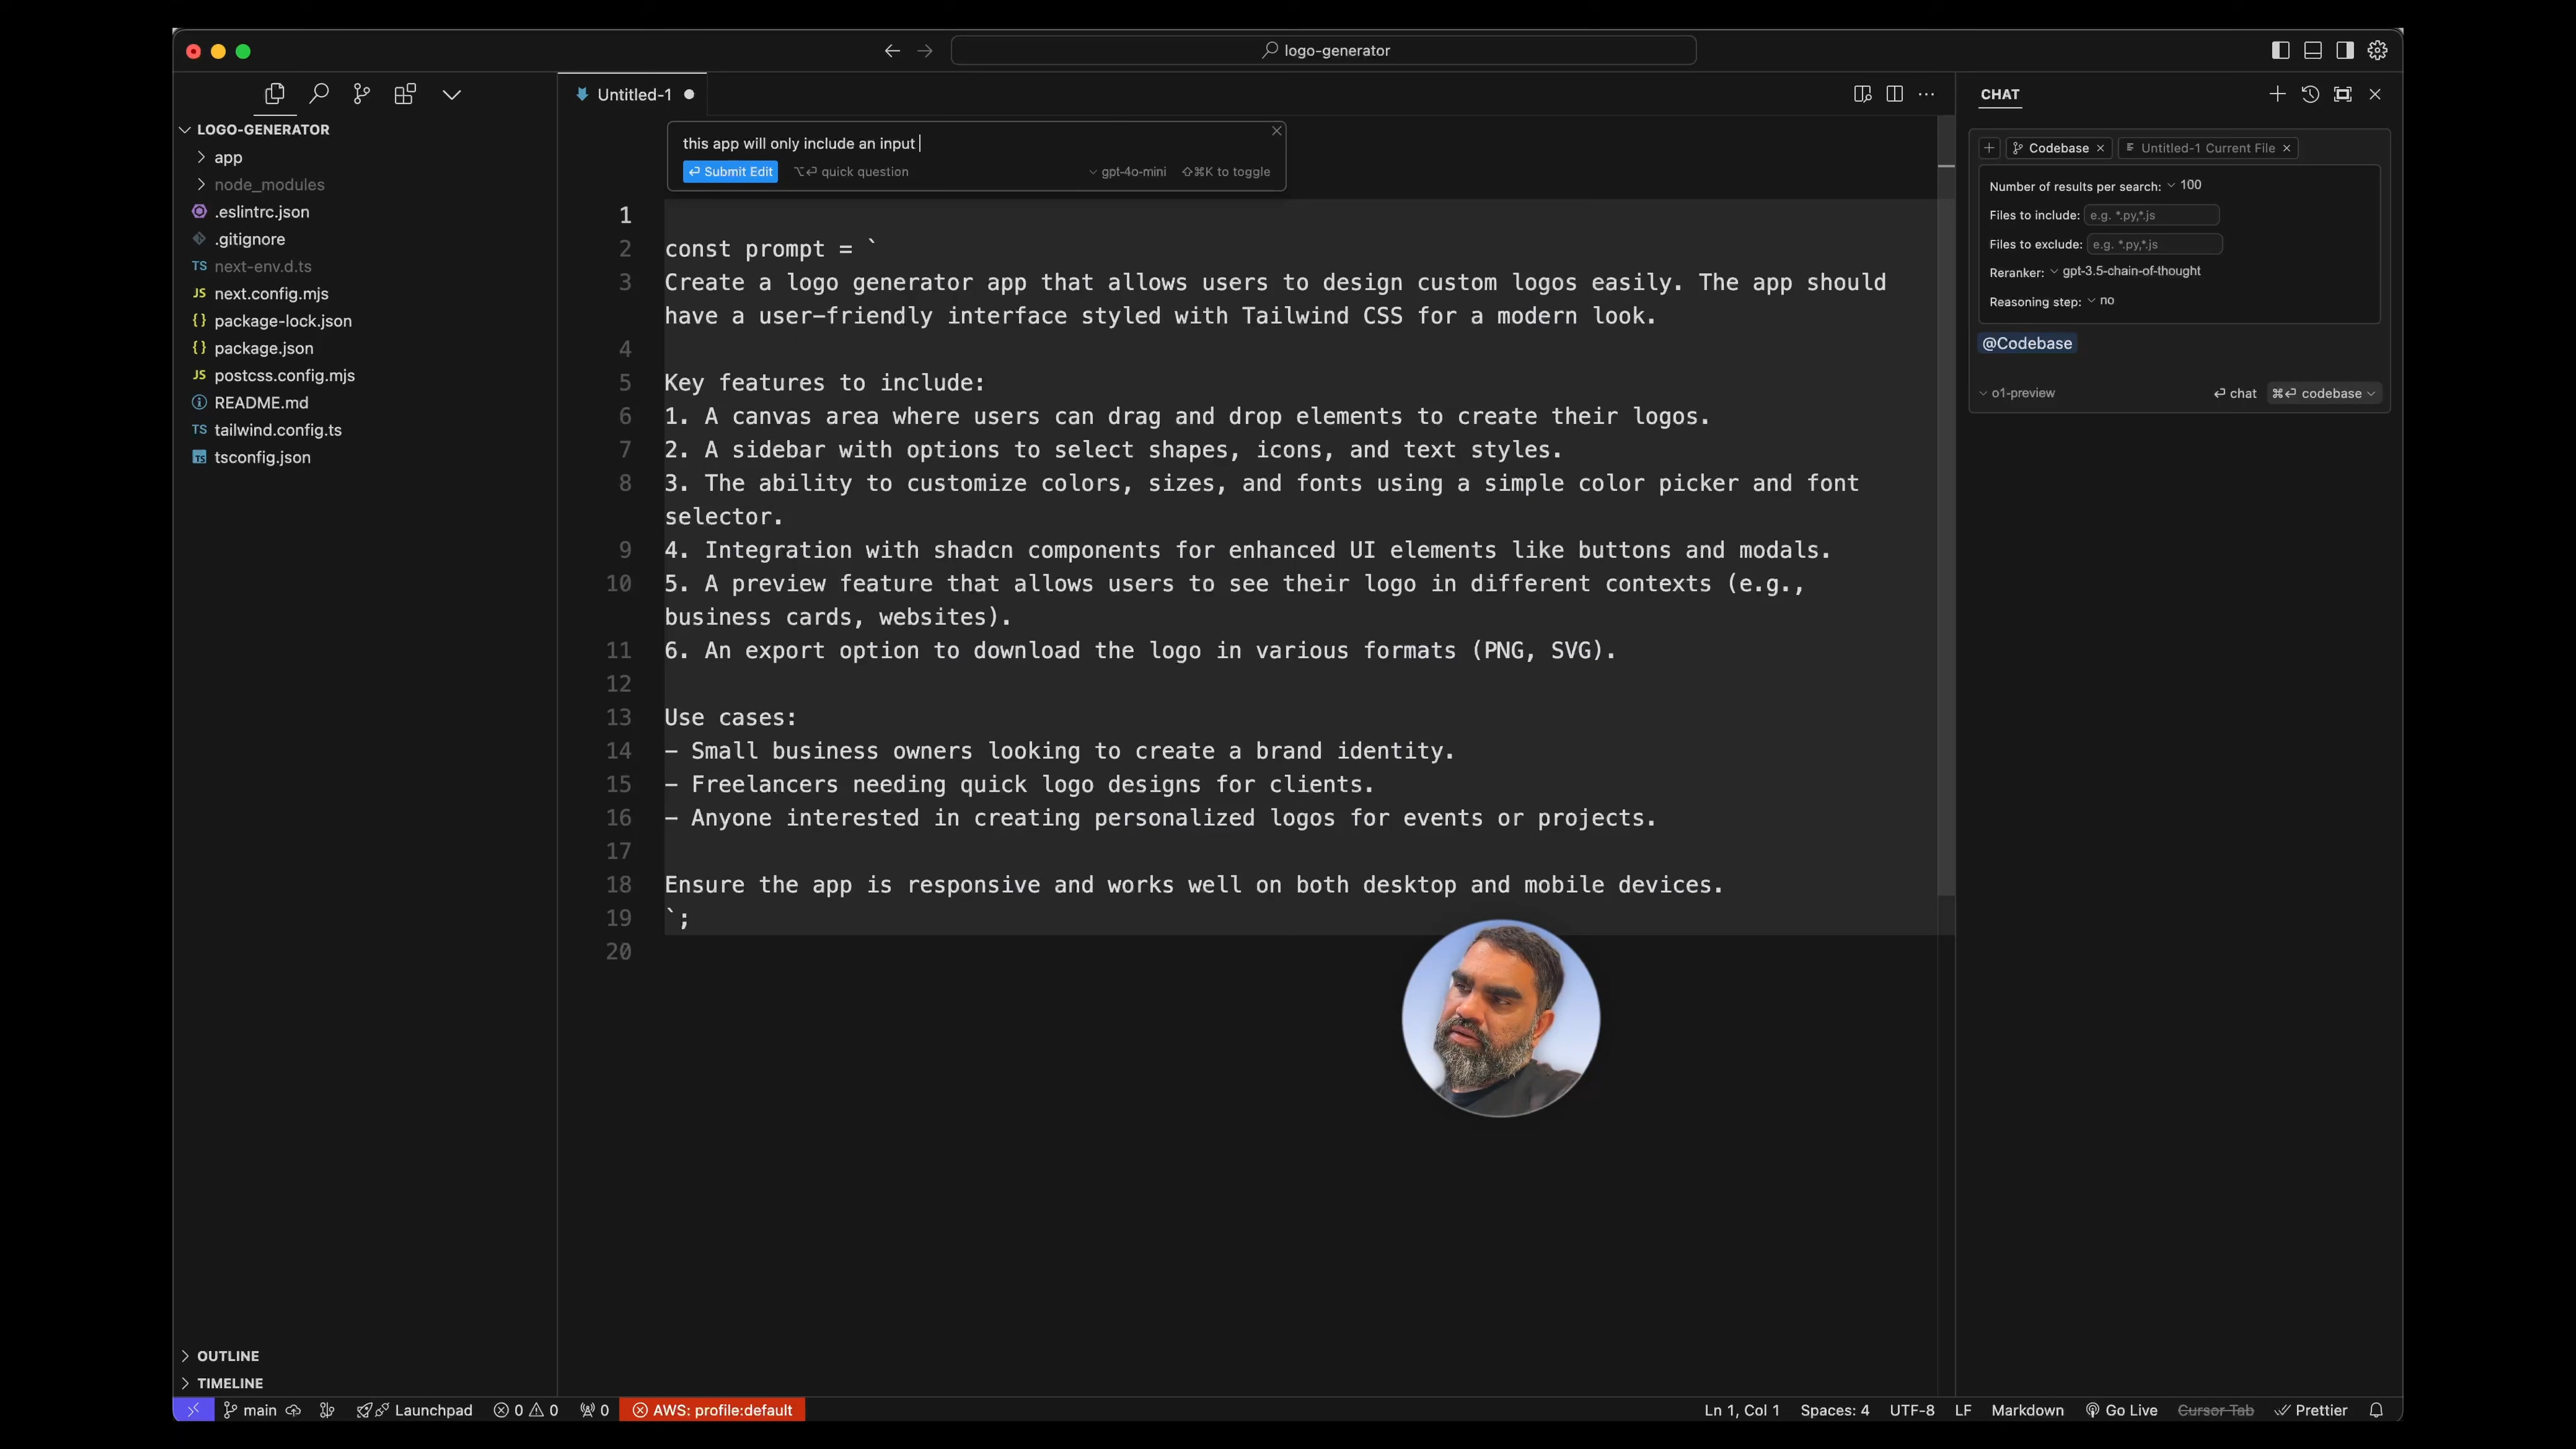 logo-generator
Untitled-1
CHAT
LOGO-GENERATOR
app
node_modules
.eslintrc.json
.gitignore
TS next-env.d.ts
JS next.config.mjs
{} package-lock.json
{} package.json
JS postcss.config.mjs
README.md
TS tailwind.config.ts
TS tsconfig.json
OUTLINE
TIMELINE
this app will only include an input
Submit Edit
quick question
gpt-4o-mini
⇧⌘K to toggle
1
2 const prompt = `
3 Create a logo generator app that allows users to design custom logos easily. The app should
have a user-friendly interface styled with Tailwind CSS for a modern look.
4
5 Key features to include:
6 1. A canvas area where users can drag and drop elements to create their logos.
7 2. A sidebar with options to select shapes, icons, and text styles.
8 3. The ability to customize colors, sizes, and fonts using a simple color picker and font
selector.
9 4. Integration with shadcn components for enhanced UI elements like buttons and modals.
10 5. A preview feature that allows users to see their logo in different contexts (e.g.,
business cards, websites).
11 6. An export option to download the logo in various formats (PNG, SVG).
12
13 Use cases:
14 - Small business owners looking to create a brand identity.
15 - Freelancers needing quick logo designs for clients.
16 - Anyone interested in creating personalized logos for events or projects.
17
18 Ensure the app is responsive and works well on both desktop and mobile devices.
19 `;
20
Codebase
Untitled-1 Current File
Number of results per search: 100
Files to include: e.g. *.py,*.js
Files to exclude: e.g. *.py,*.js
Reranker: gpt-3.5-chain-of-thought
Reasoning step: no
@Codebase
o1-preview
chat
⌘⏎ codebase
main
Launchpad
0 0
0
AWS: profile:default
Ln 1, Col 1
Spaces: 4
UTF-8
LF
Markdown
Go Live
Cursor Tab
Prettier